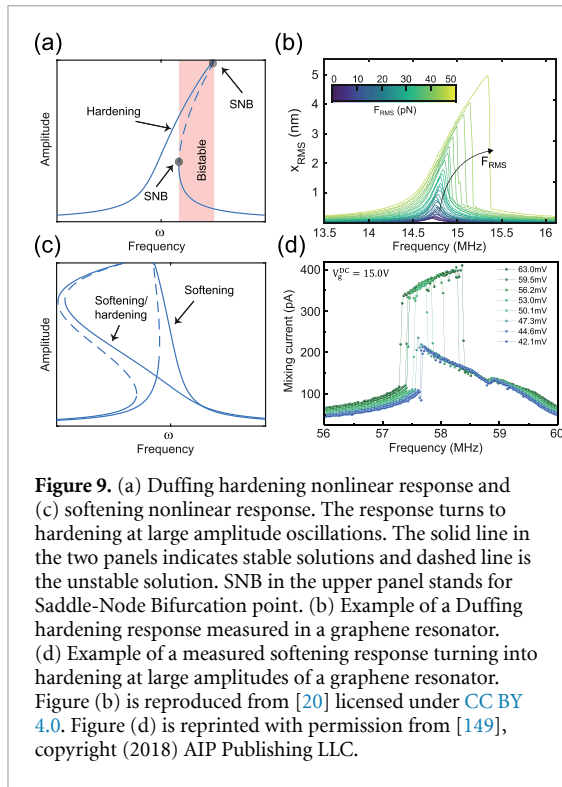 (a)
SNB
Hardening
Bistable
SNB
Amplitude
ω
Frequency
(b)
0 10 20 30 40 50
F_RMS (pN)
5
4
3
2
1
x_RMS (nm)
F_RMS
13.5 14 14.5 15 15.5 16
Frequency (MHz)
(c)
Softening/
hardening
Softening
Amplitude
ω
Frequency
(d)
V_g^DC = 15.0V
63.0mV
59.5mV
56.2mV
53.0mV
50.1mV
47.3mV
44.6mV
42.1mV
400
300
200
100
Mixing current (pA)
56 57 58 59 60
Frequency (MHz)
Figure 9. (a) Duffing hardening nonlinear response and
(c) softening nonlinear response. The response turns to
hardening at large amplitude oscillations. The solid line in
the two panels indicates stable solutions and dashed line is
the unstable solution. SNB in the upper panel stands for
Saddle-Node Bifurcation point. (b) Example of a Duffing
hardening response measured in a graphene resonator.
(d) Example of a measured softening response turning into
hardening at large amplitudes of a graphene resonator.
Figure (b) is reproduced from [20] licensed under CC BY
4.0. Figure (d) is reprinted with permission from [149],
copyright (2018) AIP Publishing LLC.